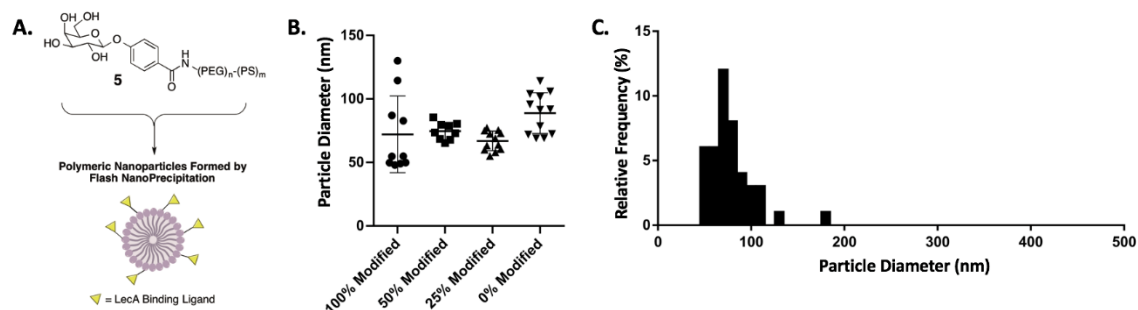 A.
OH
OH
HO
OH
O
O
H
N
O
(PEG)n-(PS)m
5
Polymeric Nanoparticles Formed by
Flash NanoPrecipitation
= LecA Binding Ligand
B.
Particle Diameter (nm)
150
100
50
0
100% Modified
50% Modified
25% Modified
0% Modified
C.
Relative Frequency (%)
15
10
5
0
0
100
200
300
400
500
Particle Diameter (nm)